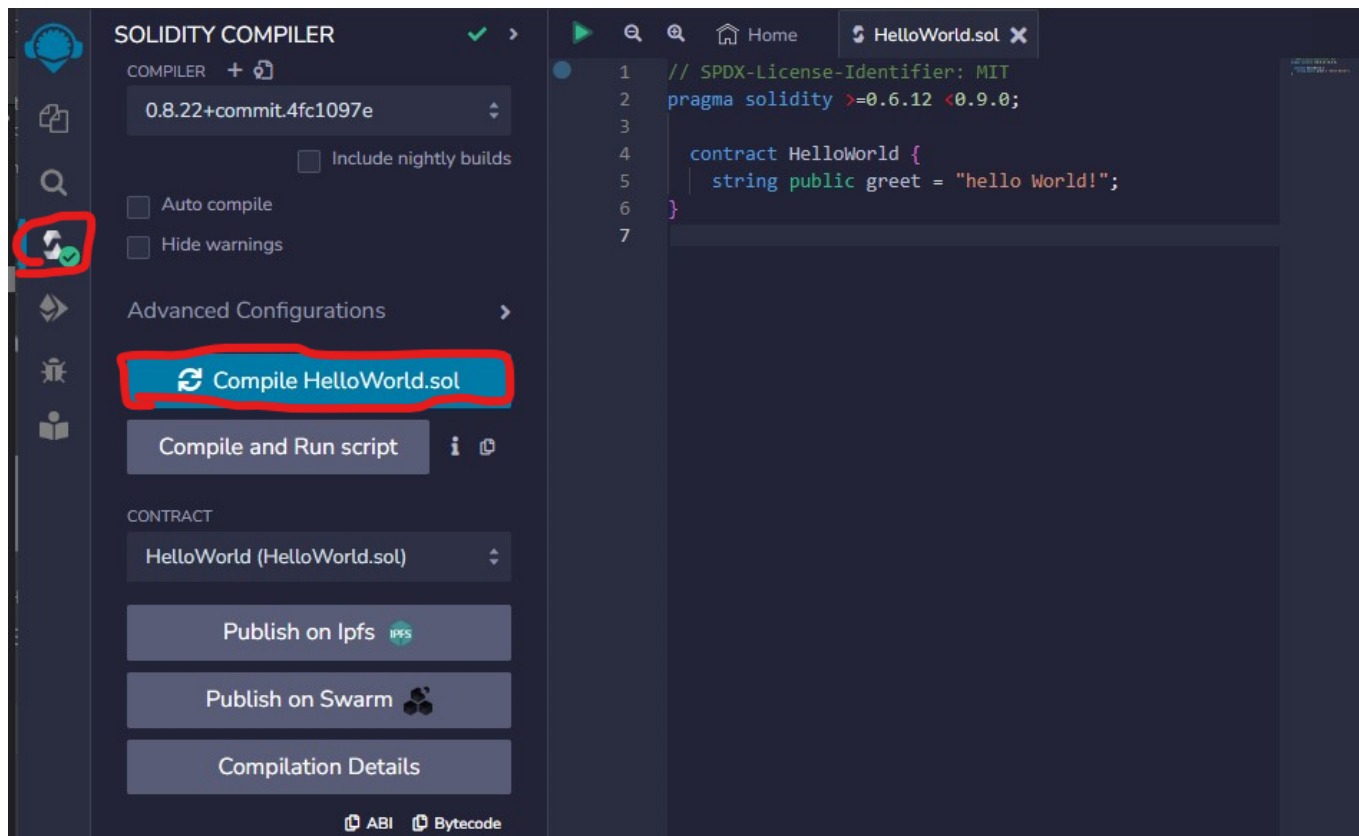 SOLIDITY COMPILER
COMPILER
0.8.22+commit.4fc1097e
Include nightly builds
Auto compile
Hide warnings
Advanced Configurations
Compile HelloWorld.sol
Compile and Run script
CONTRACT
HelloWorld (HelloWorld.sol)
Publish on Ipfs IPFS
Publish on Swarm
Compilation Details
ABI Bytecode
Home HelloWorld.sol
1 // SPDX-License-Identifier: MIT
2 pragma solidity >=0.6.12 <0.9.0;
3
4 contract HelloWorld {
5 string public greet = "hello World!";
6 }
7